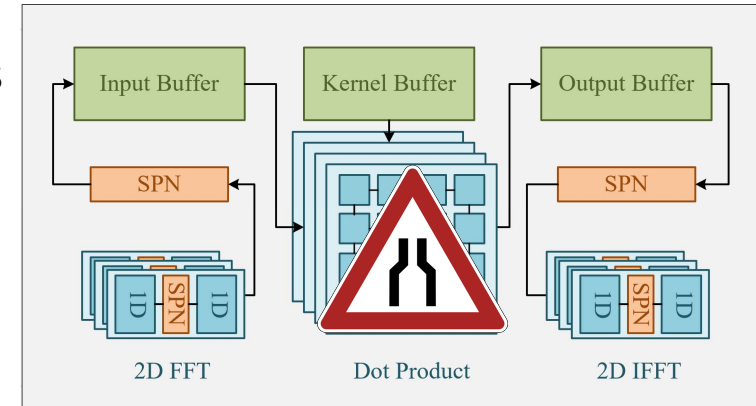 Input Buffer
Kernel Buffer
Output Buffer
SPN
SPN
1D
SPN
1D
1D
SPN
1D
2D FFT
Dot Product
2D IFFT